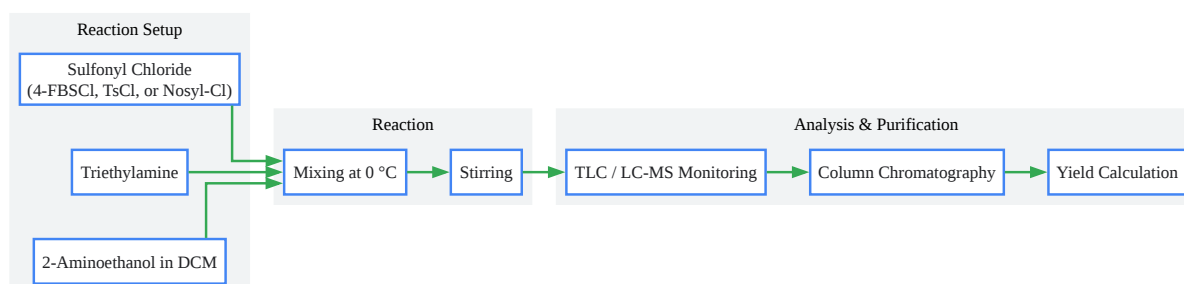 Reaction Setup
Sulfonyl Chloride
(4-FBSCl, TsCl, or Nosyl-Cl)
Triethylamine
2-Aminoethanol in DCM
Reaction
Mixing at 0 °C
Stirring
Analysis & Purification
TLC / LC-MS Monitoring
Column Chromatography
Yield Calculation